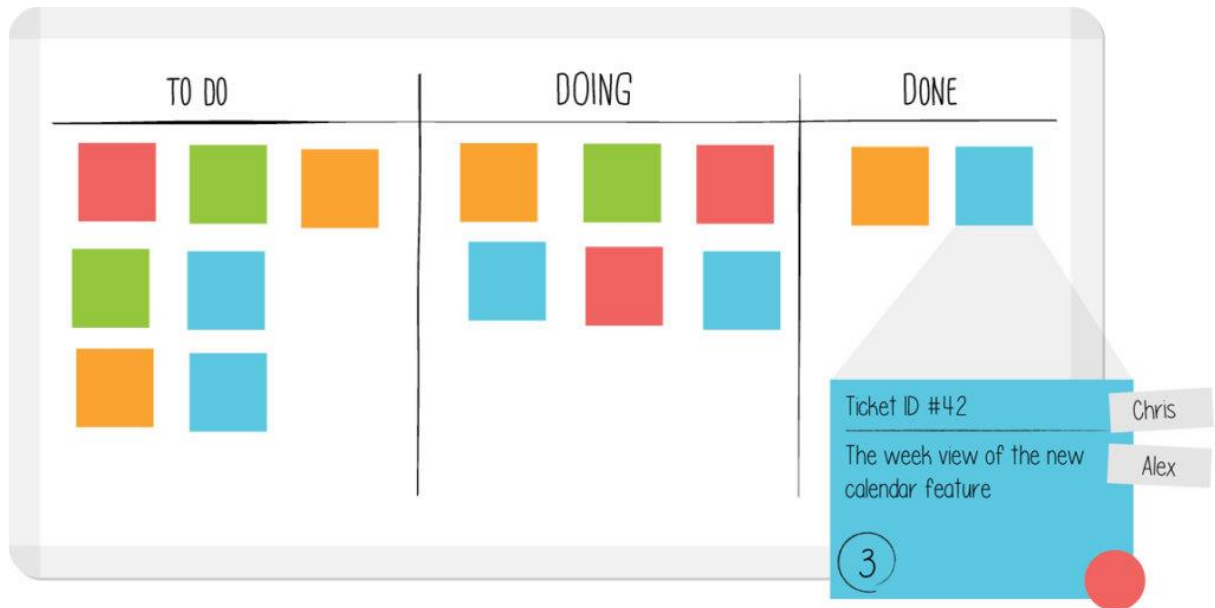 TO DO
DOING
DONE
Ticket ID #42
The week view of the new
calendar feature
3
Chris
Alex